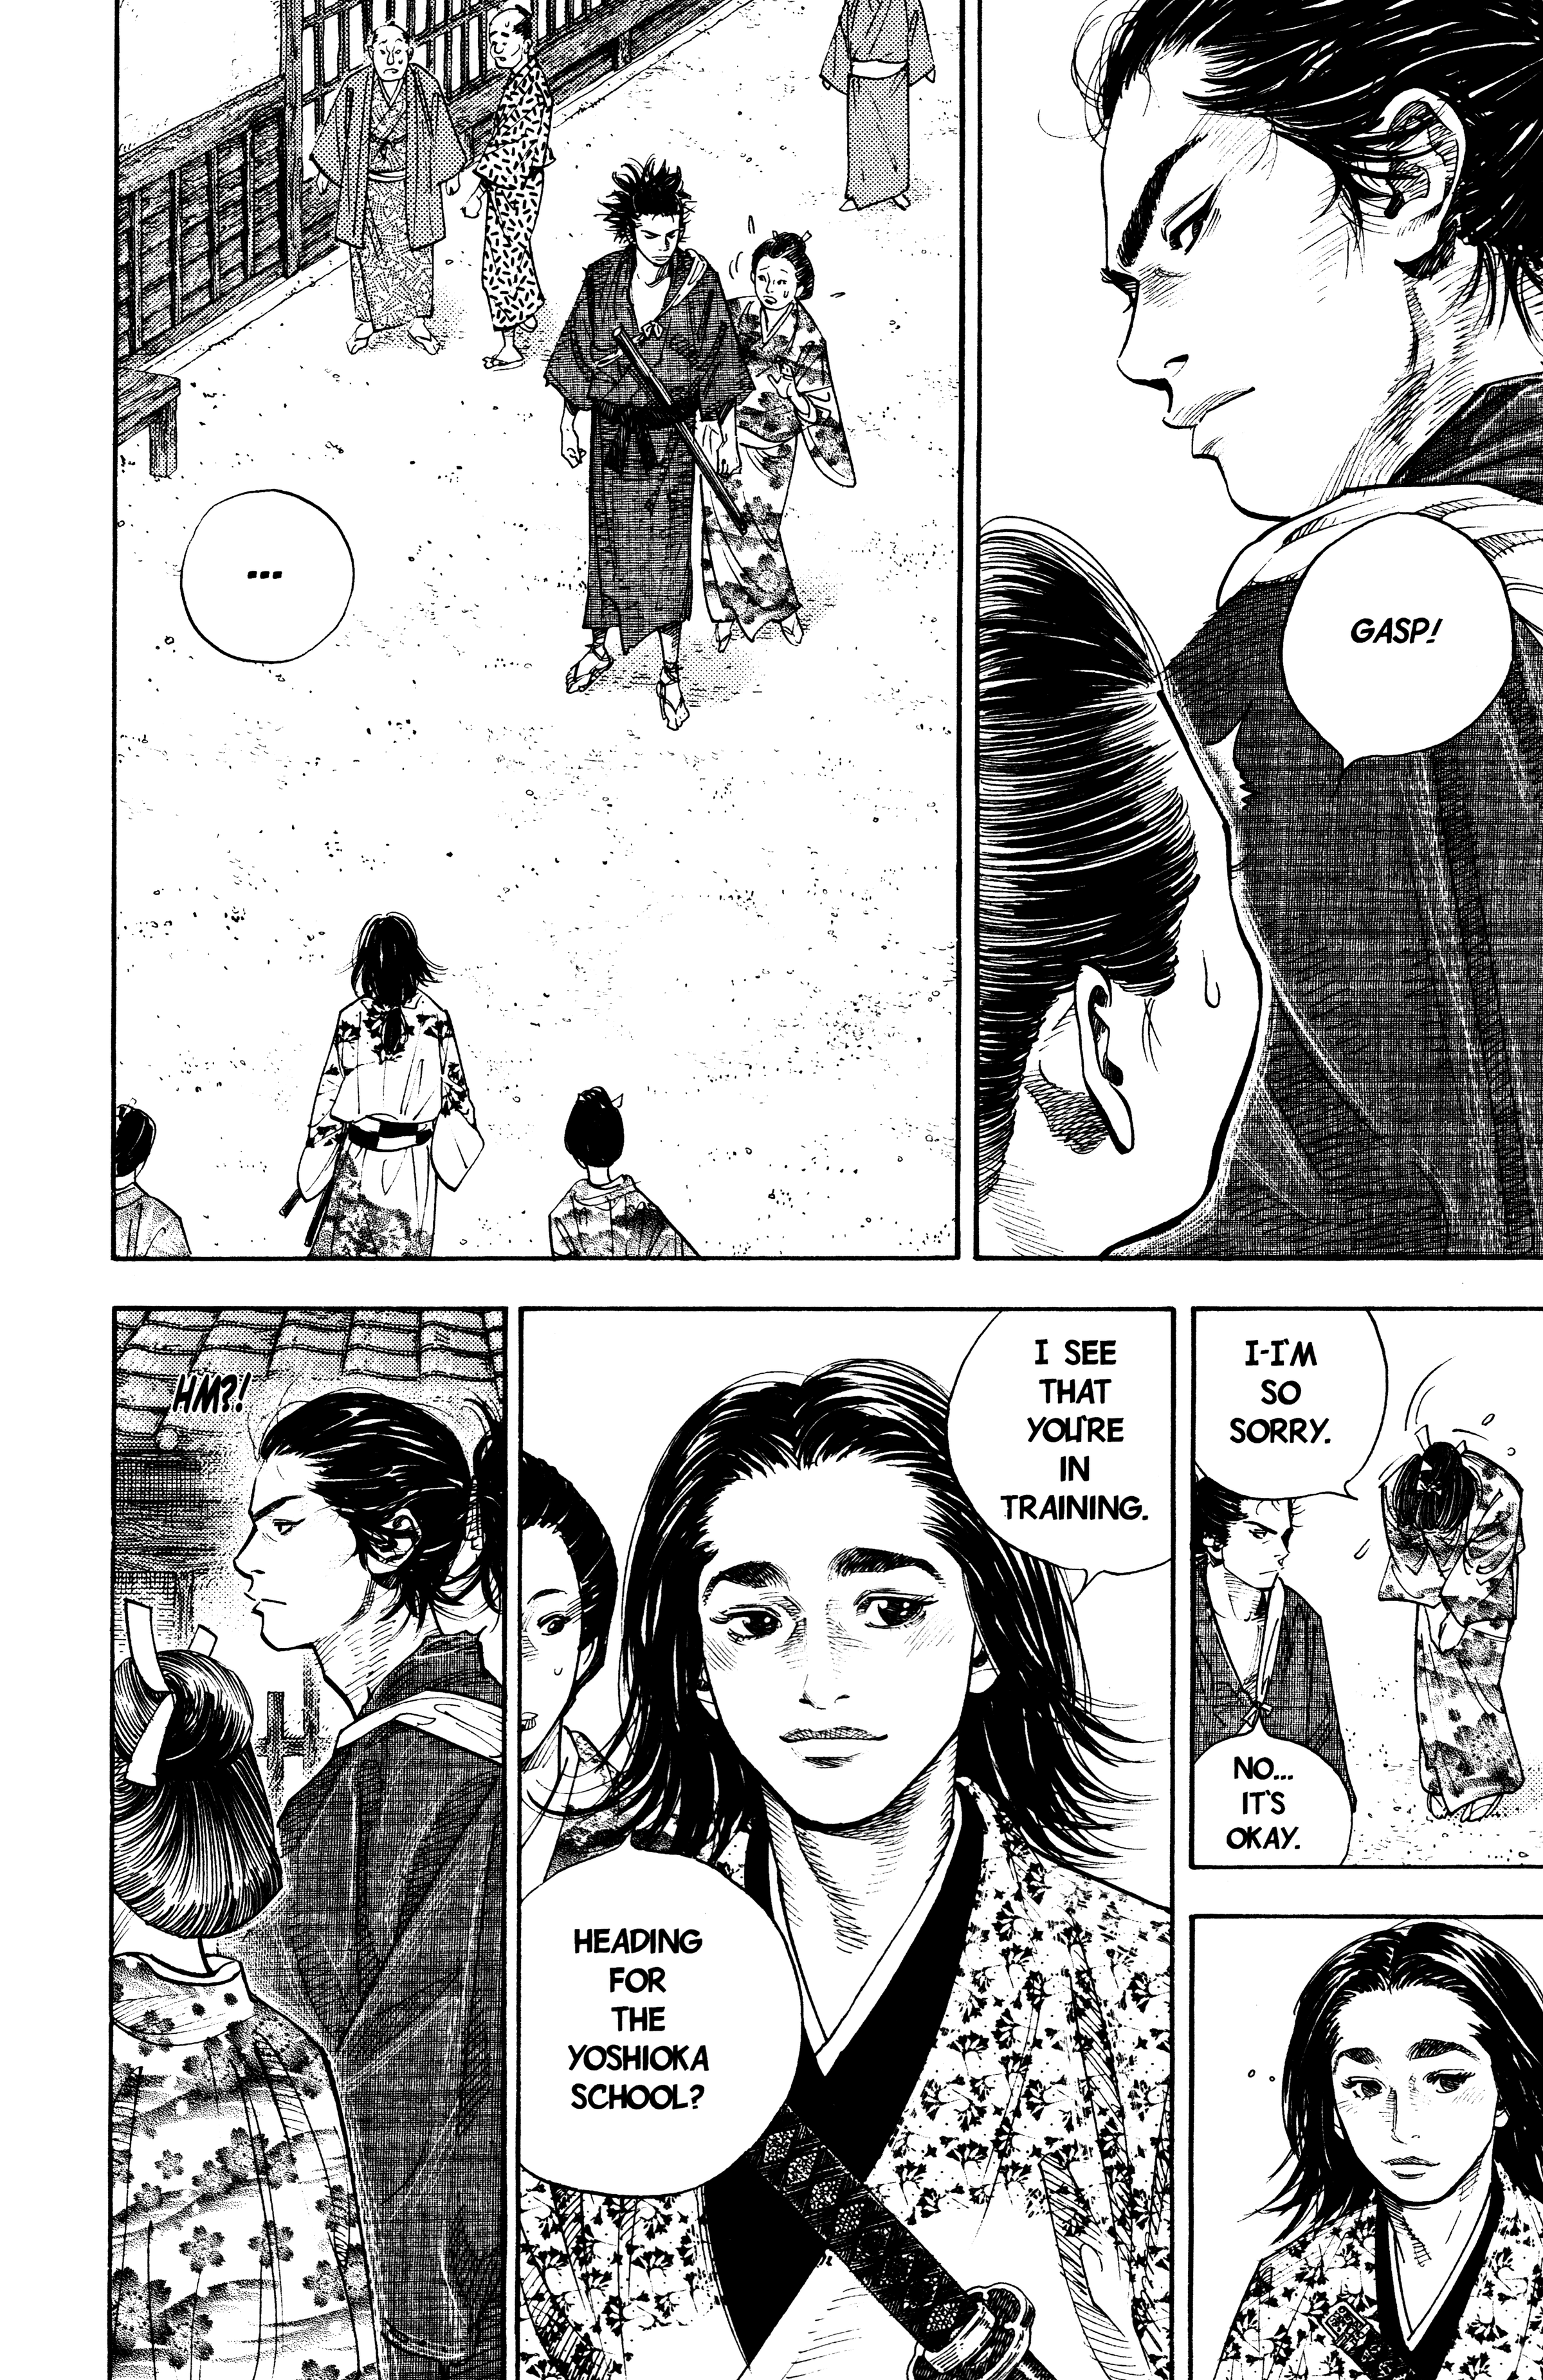 GASP!
...
I-I'M
SO
SORRY.
NO...
IT'S
OKAY.
I SEE
THAT
YOU'RE
IN
TRAINING.
HEADING
FOR
THE
YOSHIOKA
SCHOOL?
HM?!